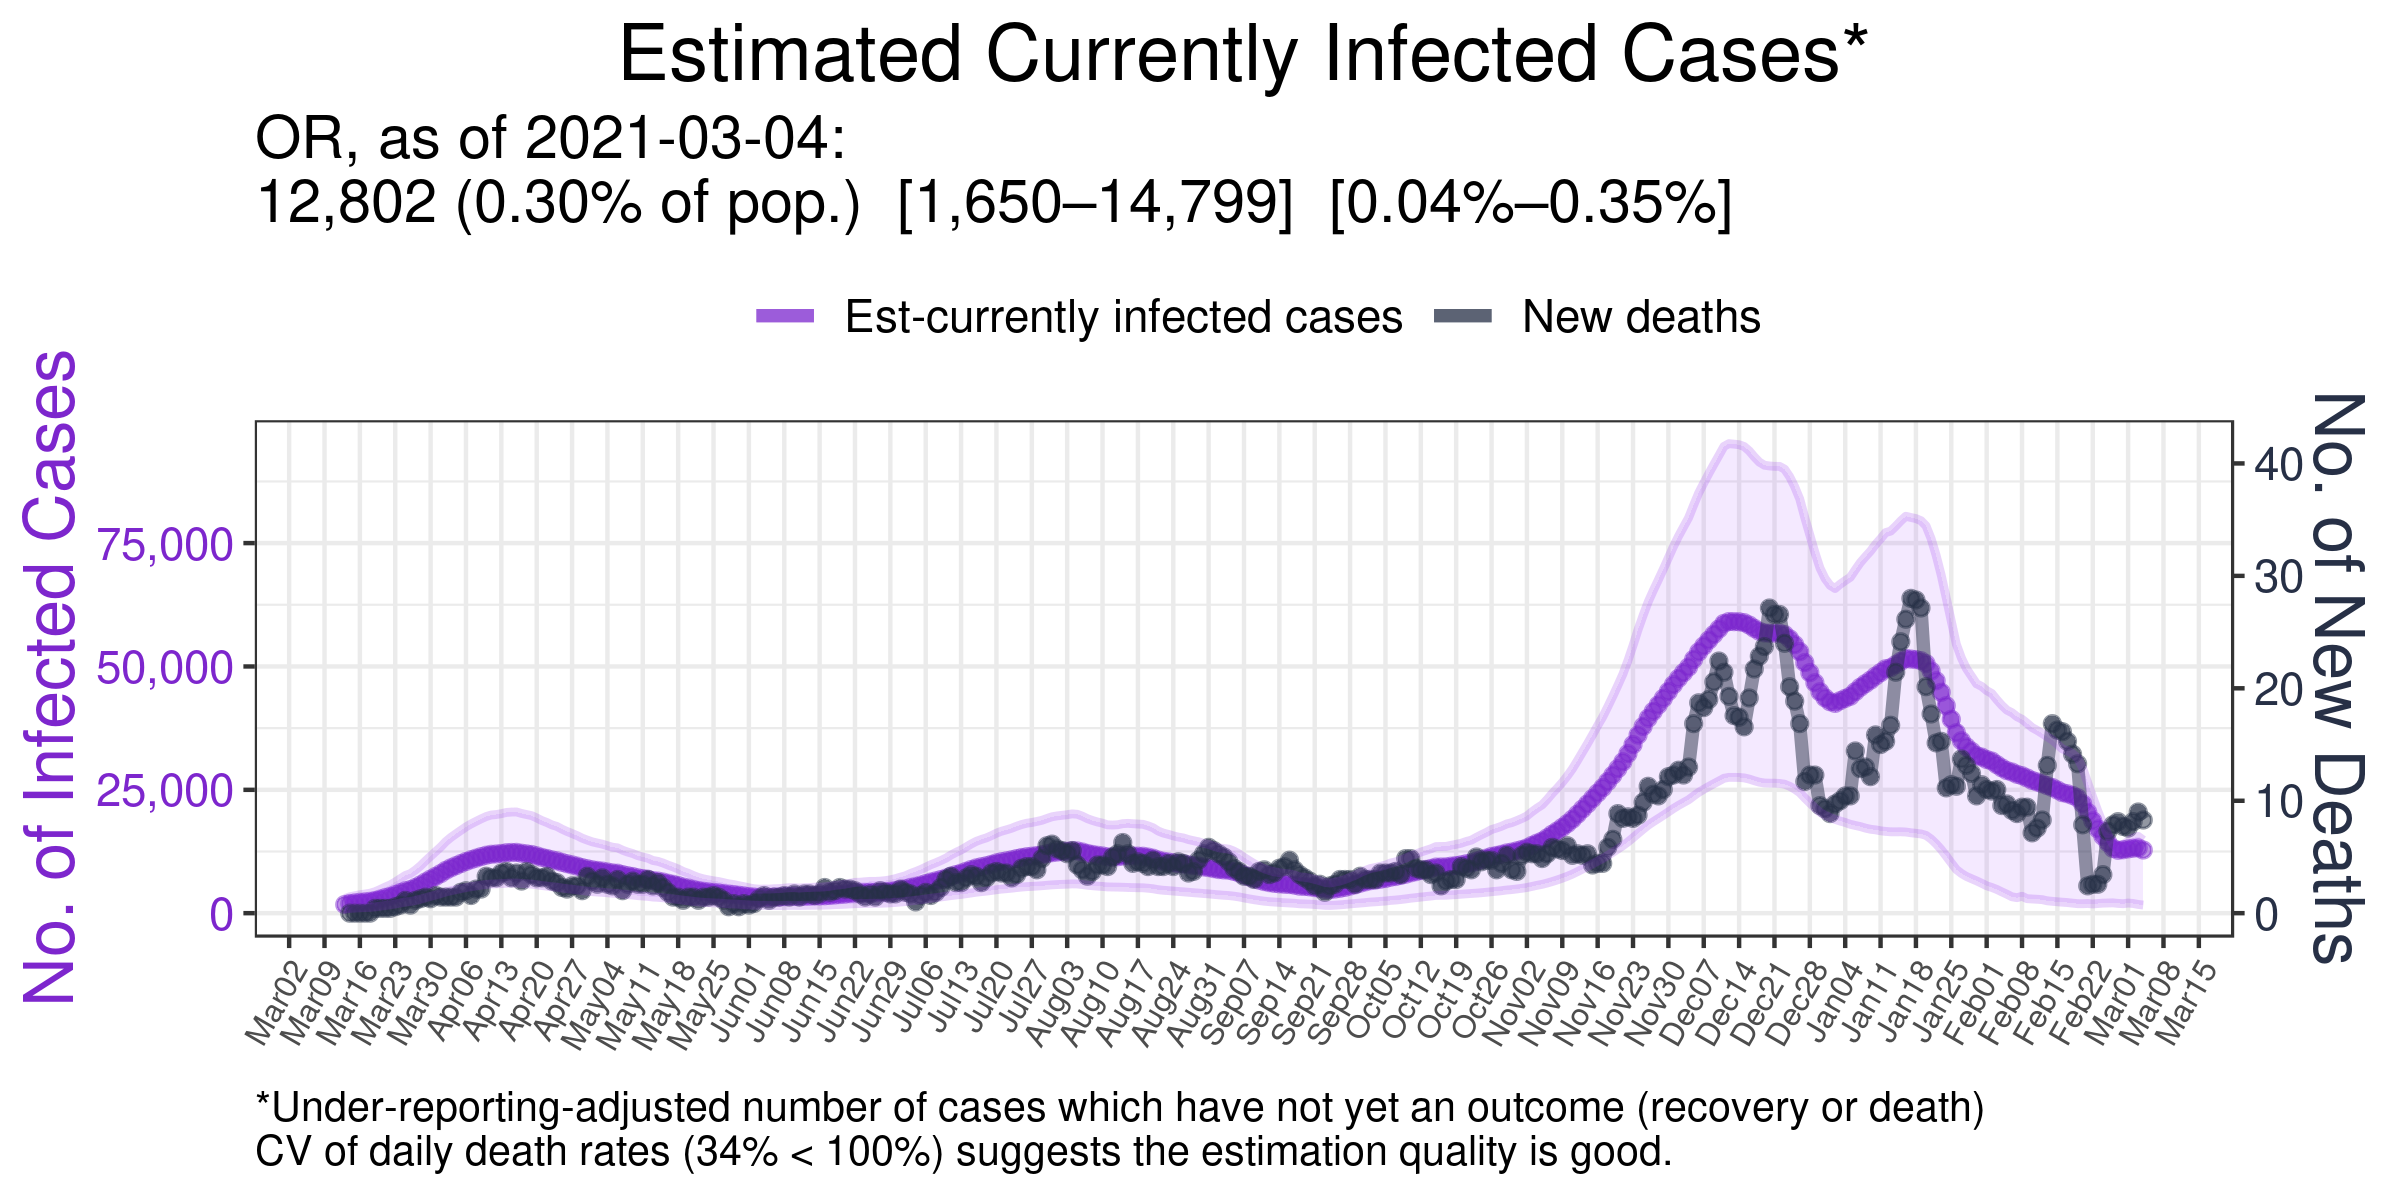 Estimated Currently Infected Cases*
OR, as of 2021-03-04:
12,802 (0.30% of pop.)  [1,650–14,799]  [0.04%–0.35%]
Est-currently infected cases
New deaths
No. of Infected Cases
75,000
50,000
25,000
0
40
30
20
10
0
No. of New Deaths
Mar02
Mar09
Mar16
Mar23
Mar30
Apr06
Apr13
Apr20
Apr27
May04
May11
May18
May25
Jun01
Jun08
Jun15
Jun22
Jun29
Jul06
Jul13
Jul20
Jul27
Aug03
Aug10
Aug17
Aug24
Aug31
Sep07
Sep14
Sep21
Sep28
Oct05
Oct12
Oct19
Oct26
Nov02
Nov09
Nov16
Nov23
Nov30
Dec07
Dec14
Dec21
Dec28
Jan04
Jan11
Jan18
Jan25
Feb01
Feb08
Feb15
Feb22
Mar01
Mar08
Mar15
*Under-reporting-adjusted number of cases which have not yet an outcome (recovery or death)
CV of daily death rates (34% < 100%) suggests the estimation quality is good.